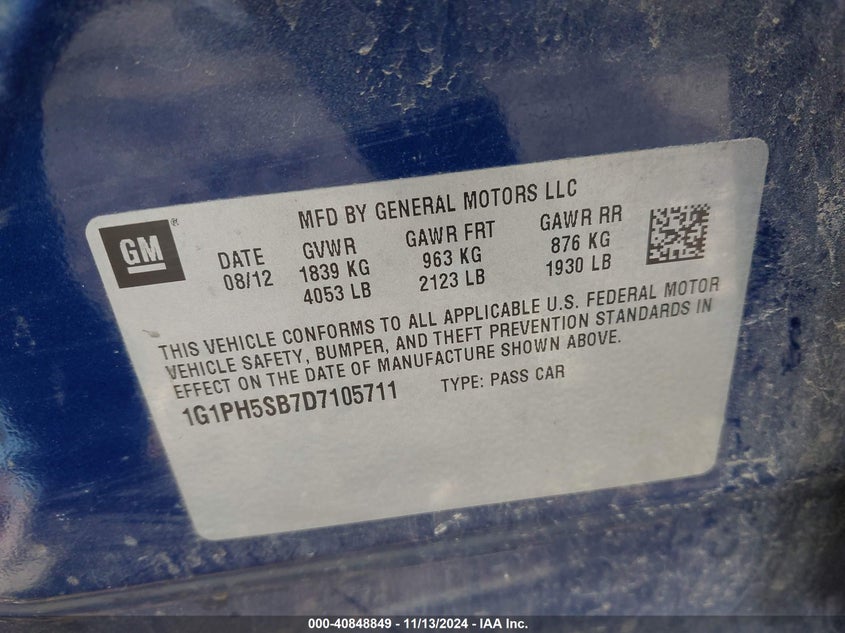 MFD BY GENERAL MOTORS LLC
GM®
DATE
08/12
GVWR
1839 KG
4053 LB
GAWR FRT
963 KG
2123 LB
GAWR RR
876 KG
1930 LB
THIS VEHICLE CONFORMS TO ALL APPLICABLE U.S. FEDERAL MOTOR
VEHICLE SAFETY, BUMPER, AND THEFT PREVENTION STANDARDS IN
EFFECT ON THE DATE OF MANUFACTURE SHOWN ABOVE.
1G1PH5SB7D7105711 TYPE: PASS CAR
000-40848849 - 11/13/2024 - IAA Inc.